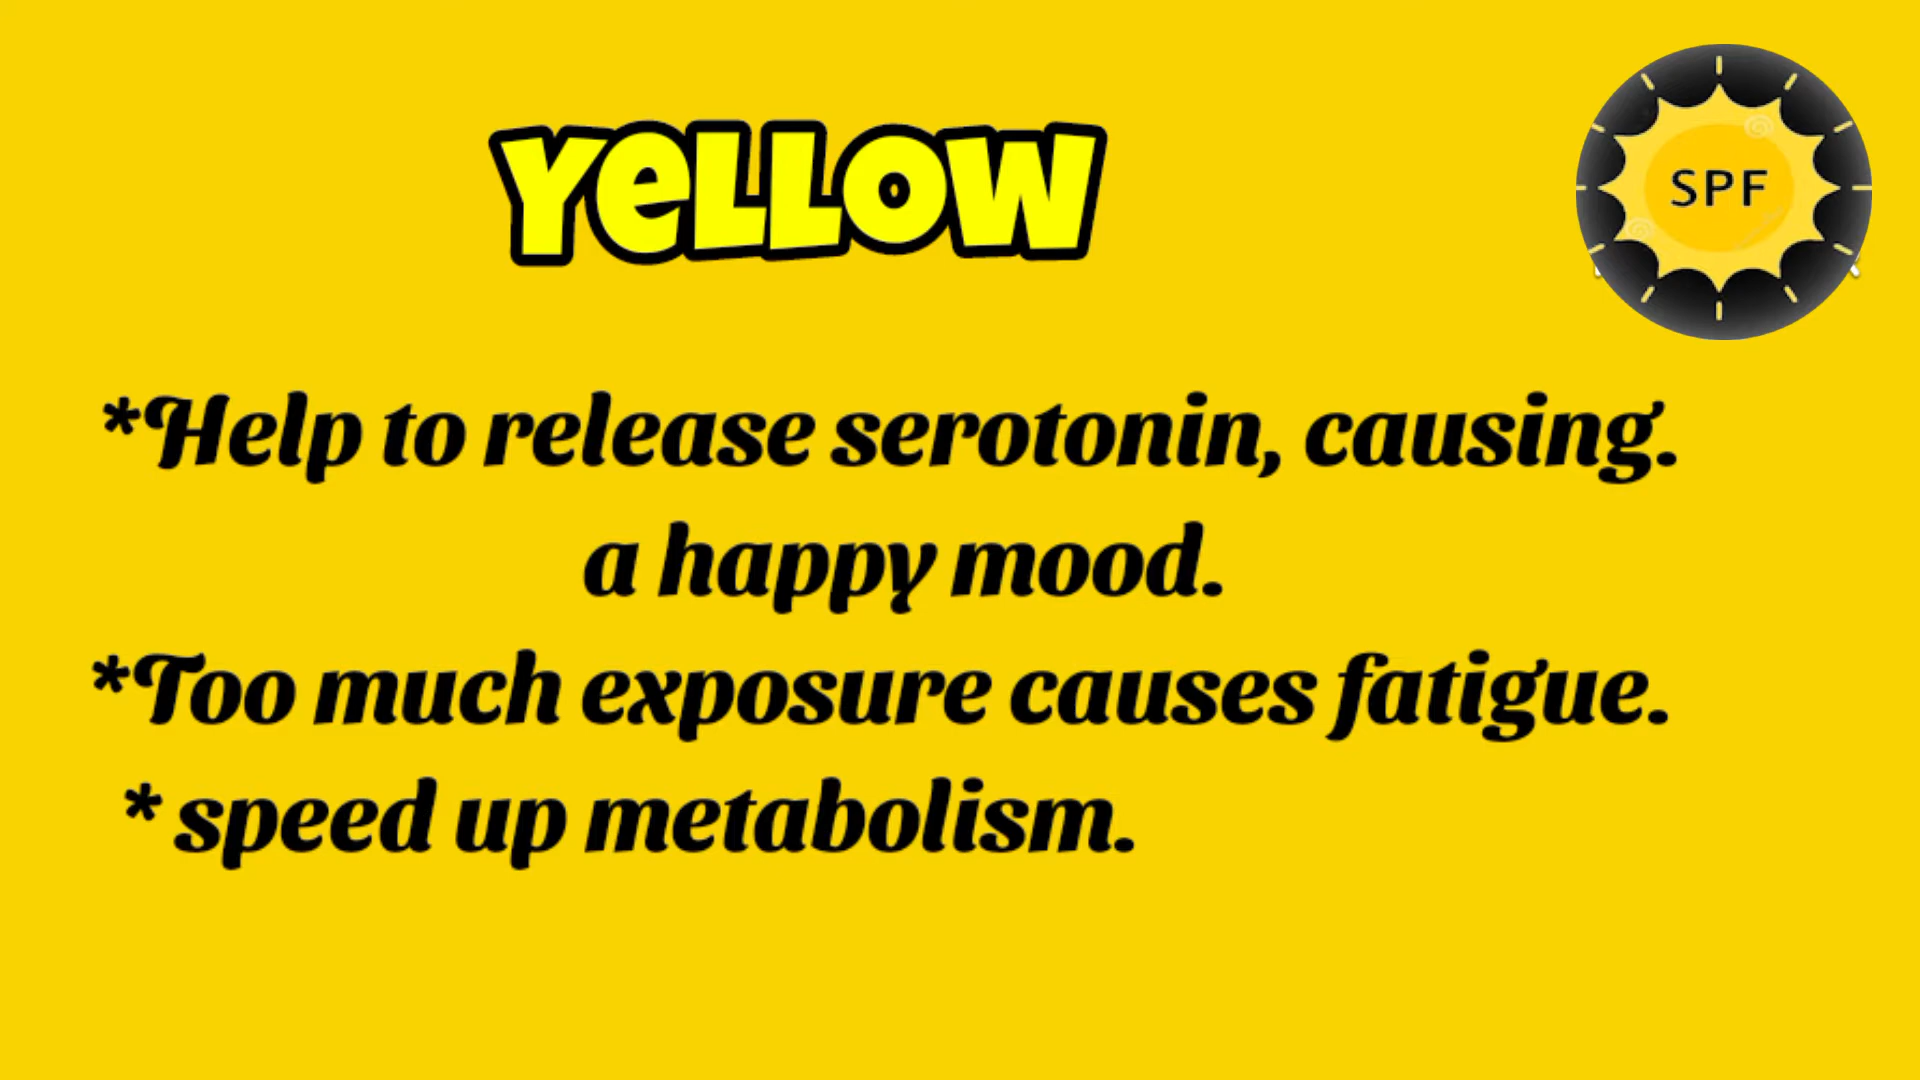 YeLLOW
SPF
*Help to release serotonin, causing.
a happy mood.
*Too much exposure causes fatigue.
* speed up metabolism.